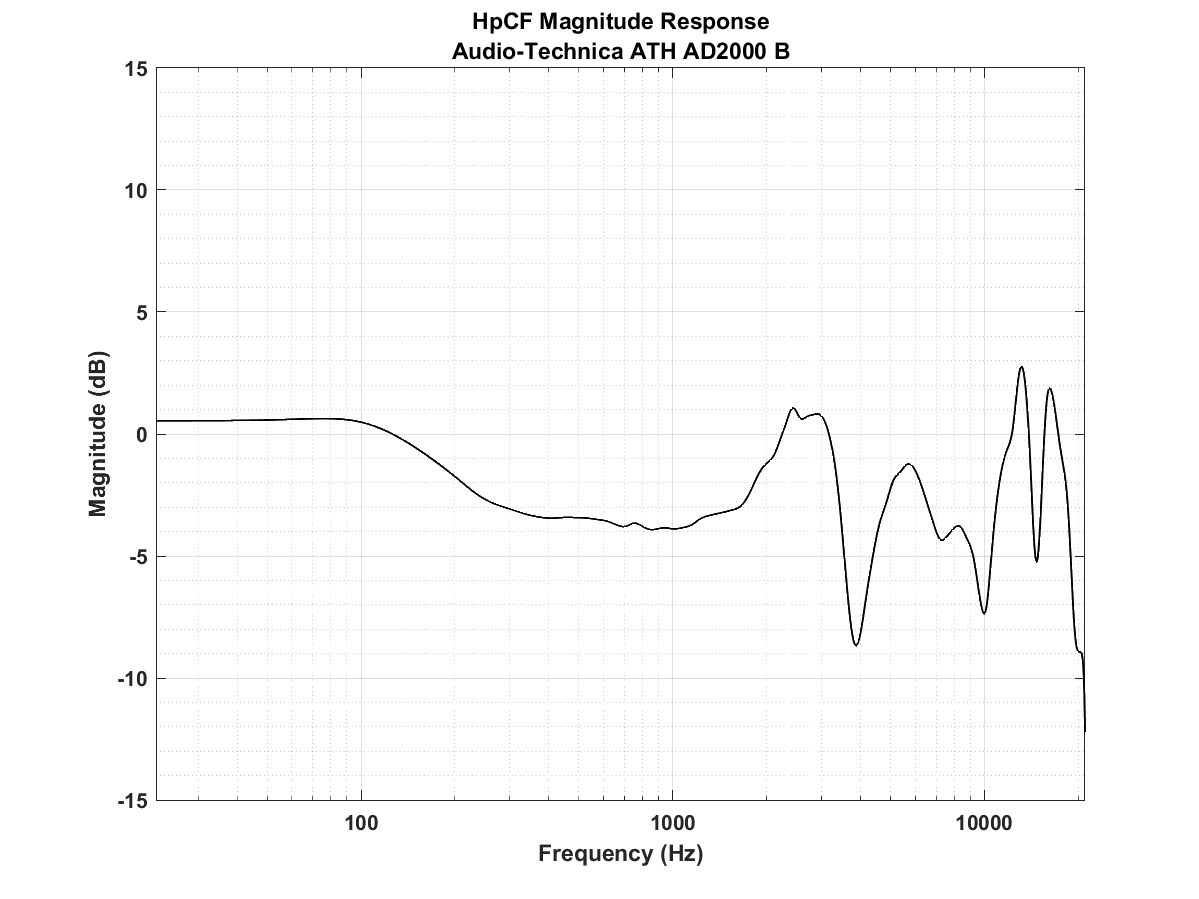 HpCF Magnitude Response
Audio-Technica ATH AD2000 B
15
10
5
0
-5
-10
-15
Magnitude (dB)
100 1000 10000
Frequency (Hz)